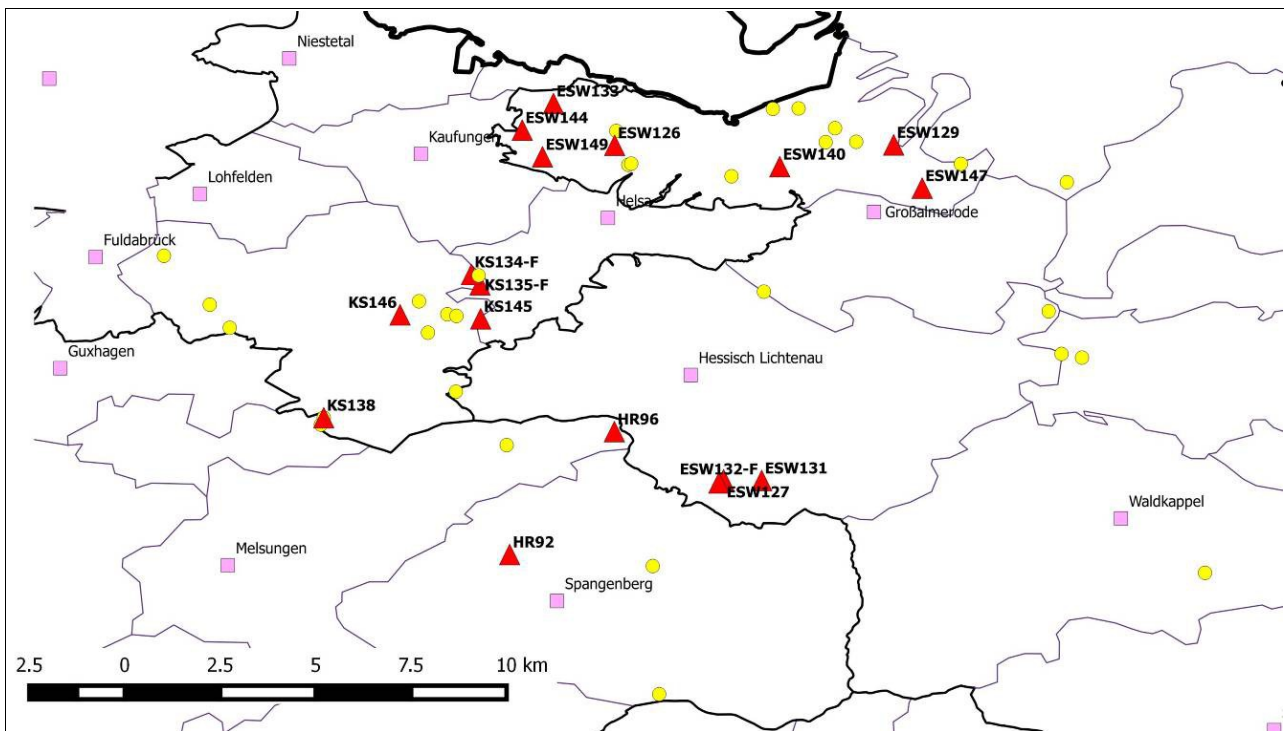 Niestetal
ESW133
ESW144
Kaufungen
ESW126
ESW129
ESW149
ESW140
ESW147
Lohfelden
Helsa
Großalmerode
Fuldabrück
KS134-F
KS135-F
KS146
KS145
Guxhagen
Hessisch Lichtenau
KS138
HR96
ESW132-F
ESW131
ESW127
Waldkappel
HR92
Melsungen
Spangenberg
2.5 0 2.5 5 7.5 10 km